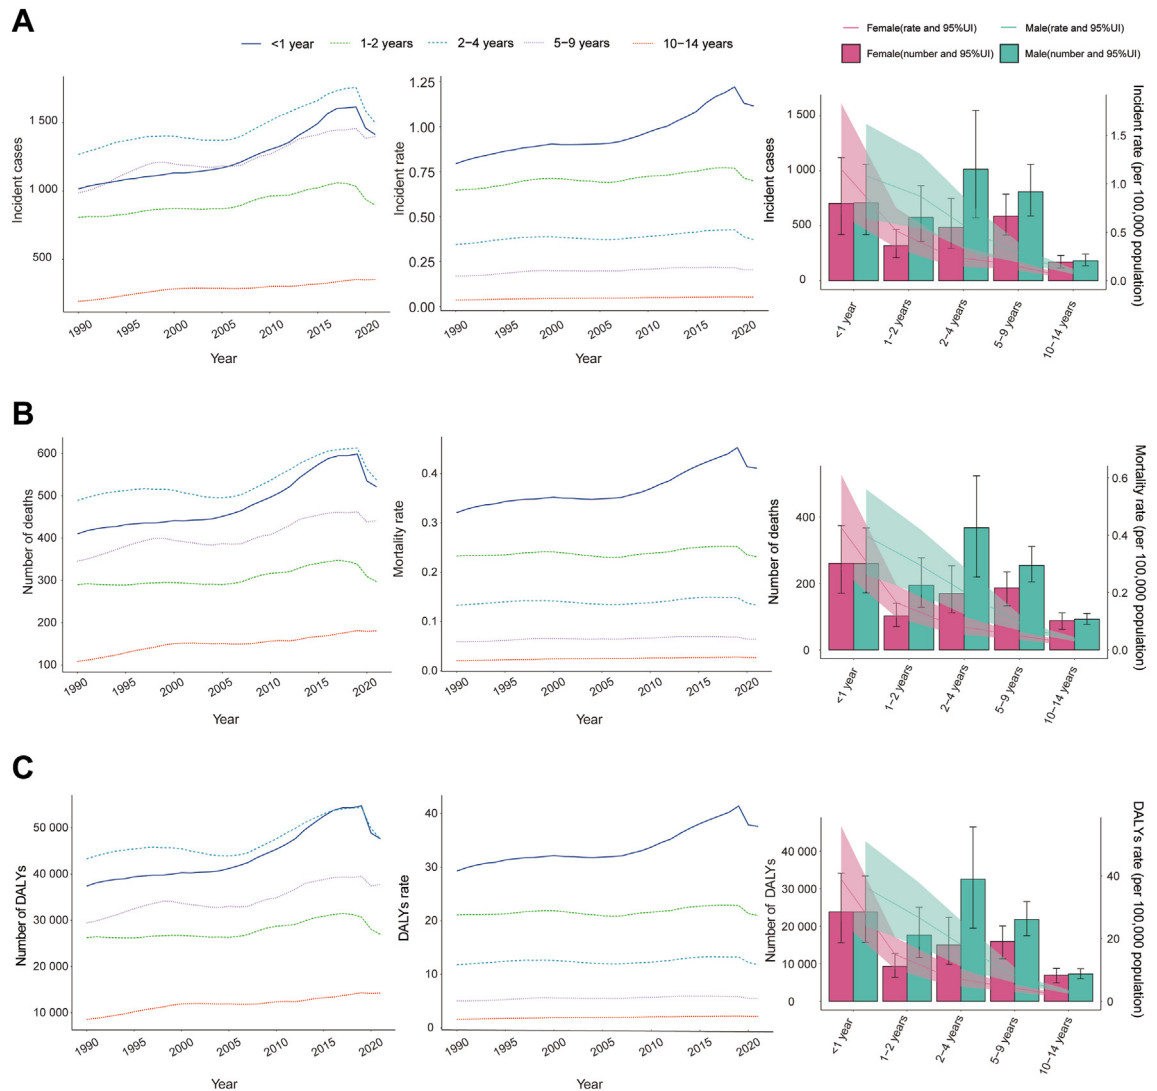 A
<1 year
1-2 years
2−4 years
5−9 years
10−14 years
Female(rate and 95%UI)
Male(rate and 95%UI)
Female(number and 95%UI)
Male(number and 95%UI)
Incident cases
1 500
1 000
500
1990
1995
2000
2005
2010
2015
2020
Year
Incident rate
1.25
1.00
0.75
0.50
0.25
0.00
1990
1995
2000
2005
2010
2015
2020
Year
Incident cases
1 500
1 000
500
0
<1 year
1−2 years
2−4 years
5−9 years
10−14 years
1.5
1.0
0.5
0.0
Incident rate (per 100,000 population)
B
Number of deaths
600
500
400
300
200
100
1990
1995
2000
2005
2010
2015
2020
Year
Mortality rate
0.4
0.3
0.2
0.1
0.0
1990
1995
2000
2005
2010
2015
2020
Year
Number of deaths
400
200
0
<1 year
1−2 years
2−4 years
5−9 years
10−14 years
0.6
0.4
0.2
0.0
Mortality rate (per 100,000 population)
C
Number of DALYs
50 000
40 000
30 000
20 000
10 000
1990
1995
2000
2005
2010
2015
2020
Year
DALYs rate
40
30
20
10
0
1990
1995
2000
2005
2010
2015
2020
Year
Number of DALYs
40 000
30 000
20 000
10 000
0
<1 year
1−2 years
2−4 years
5−9 years
10−14 years
40
20
0
DALYs rate (per 100,000 population)